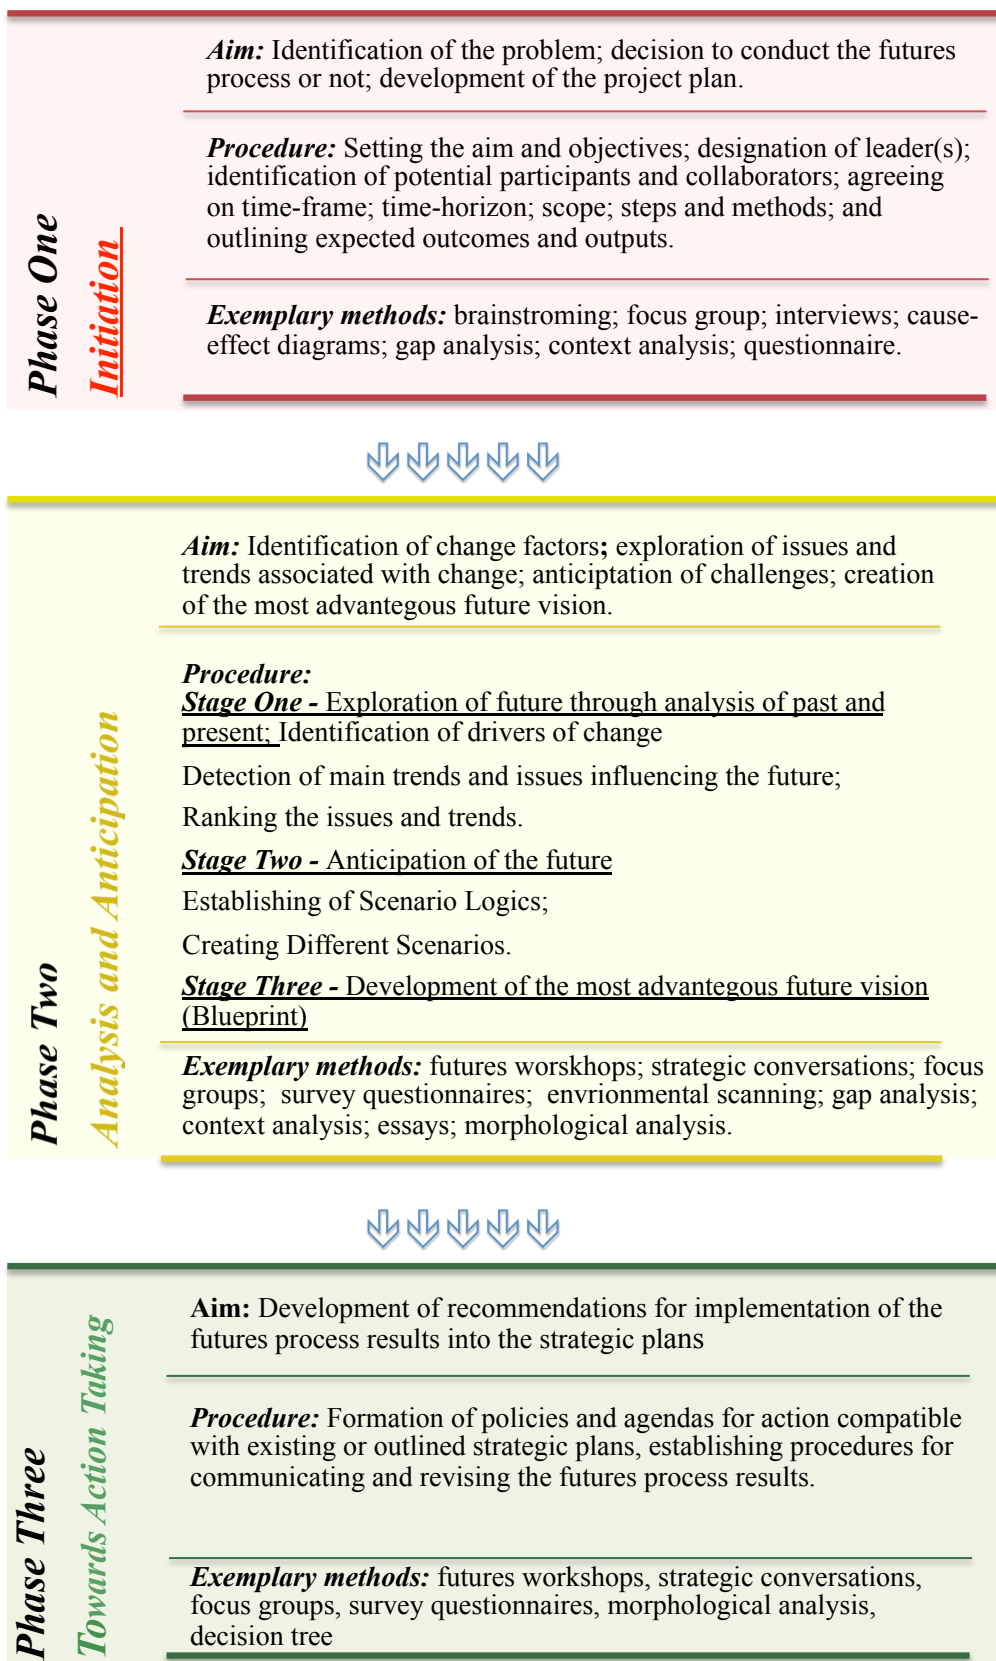 Phase One
Initiation
Aim: Identification of the problem; decision to conduct the futures
process or not; development of the project plan.
Procedure: Setting the aim and objectives; designation of leader(s);
identification of potential participants and collaborators; agreeing
on time-frame; time-horizon; scope; steps and methods; and
outlining expected outcomes and outputs.
Exemplary methods: brainstroming; focus group; interviews; cause-
effect diagrams; gap analysis; context analysis; questionnaire.
Phase Two
Analysis and Anticipation
Aim: Identification of change factors; exploration of issues and
trends associated with change; anticiptation of challenges; creation
of the most advantegous future vision.
Procedure:
Stage One - Exploration of future through analysis of past and
present; Identification of drivers of change
Detection of main trends and issues influencing the future;
Ranking the issues and trends.
Stage Two - Anticipation of the future
Establishing of Scenario Logics;
Creating Different Scenarios.
Stage Three - Development of the most advantegous future vision
(Blueprint)
Exemplary methods: futures worskhops; strategic conversations; focus
groups; survey questionnaires; envrionmental scanning; gap analysis;
context analysis; essays; morphological analysis.
Phase Three
Towards Action Taking
Aim: Development of recommendations for implementation of the
futures process results into the strategic plans
Procedure: Formation of policies and agendas for action compatible
with existing or outlined strategic plans, establishing procedures for
communicating and revising the futures process results.
Exemplary methods: futures workshops, strategic conversations,
focus groups, survey questionnaires, morphological analysis,
decision tree